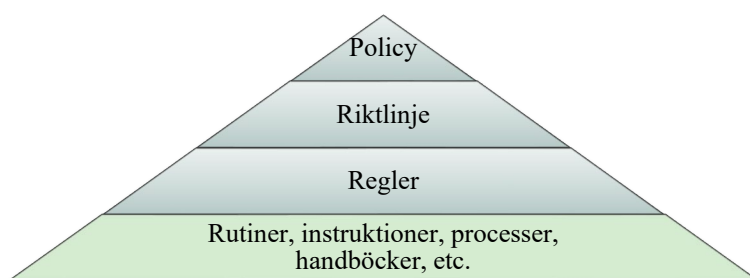 Policy
Riktlinje
Regler
Rutiner, instruktioner, processer,
handböcker, etc.